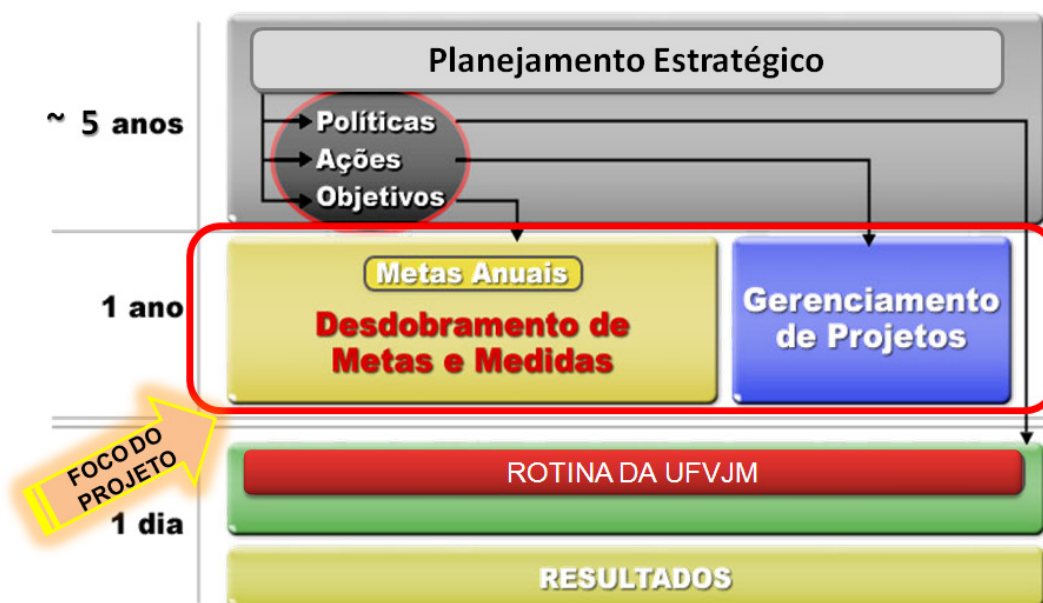 Planejamento Estratégico
~ 5 anos
Políticas
Ações
Objetivos
1 ano
Metas Anuais
Desdobramento de
Metas e Medidas
Gerenciamento
de Projetos
FOCO DO
PROJETO
1 dia
ROTINA DA UFVJM
RESULTADOS